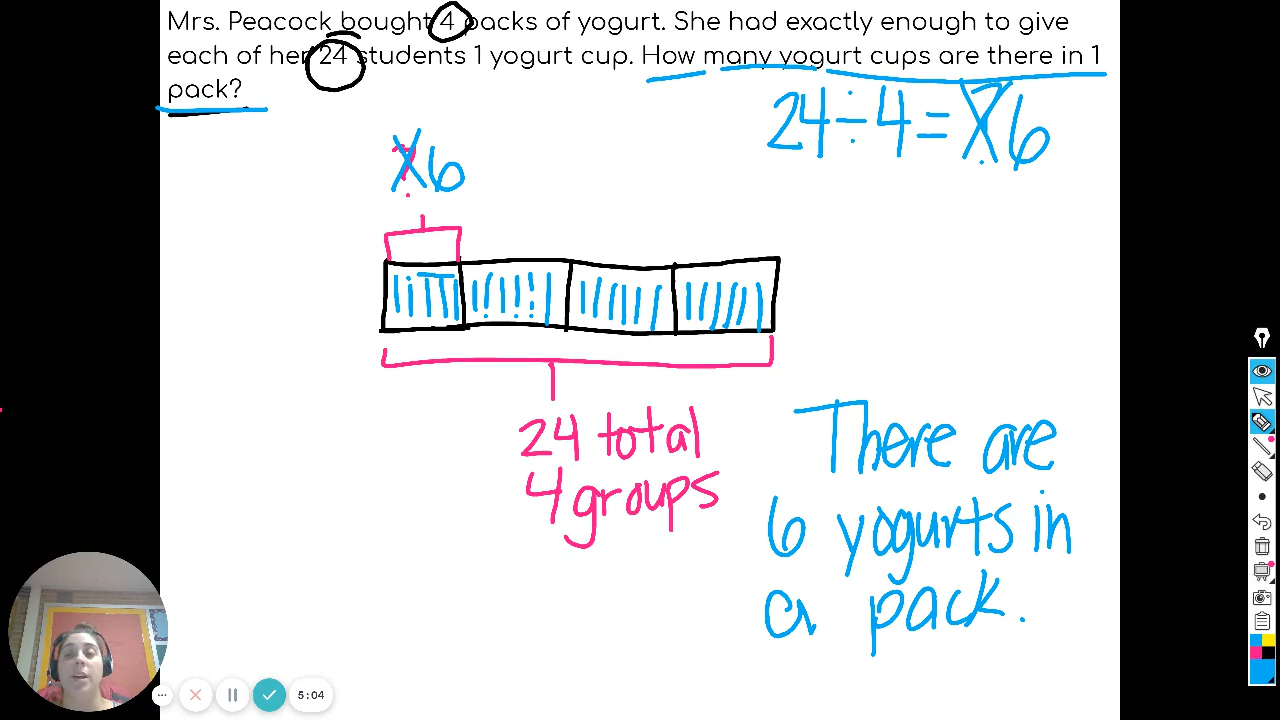 Mrs. Peacock bought 4 packs of yogurt. She had exactly enough to give
each of her 24 students 1 yogurt cup. How many yogurt cups are there in 1
pack?
24 ÷ 4 = ? 6
? 6
24 total
4 groups
There are
6 yogurts in
a pack.
5:04